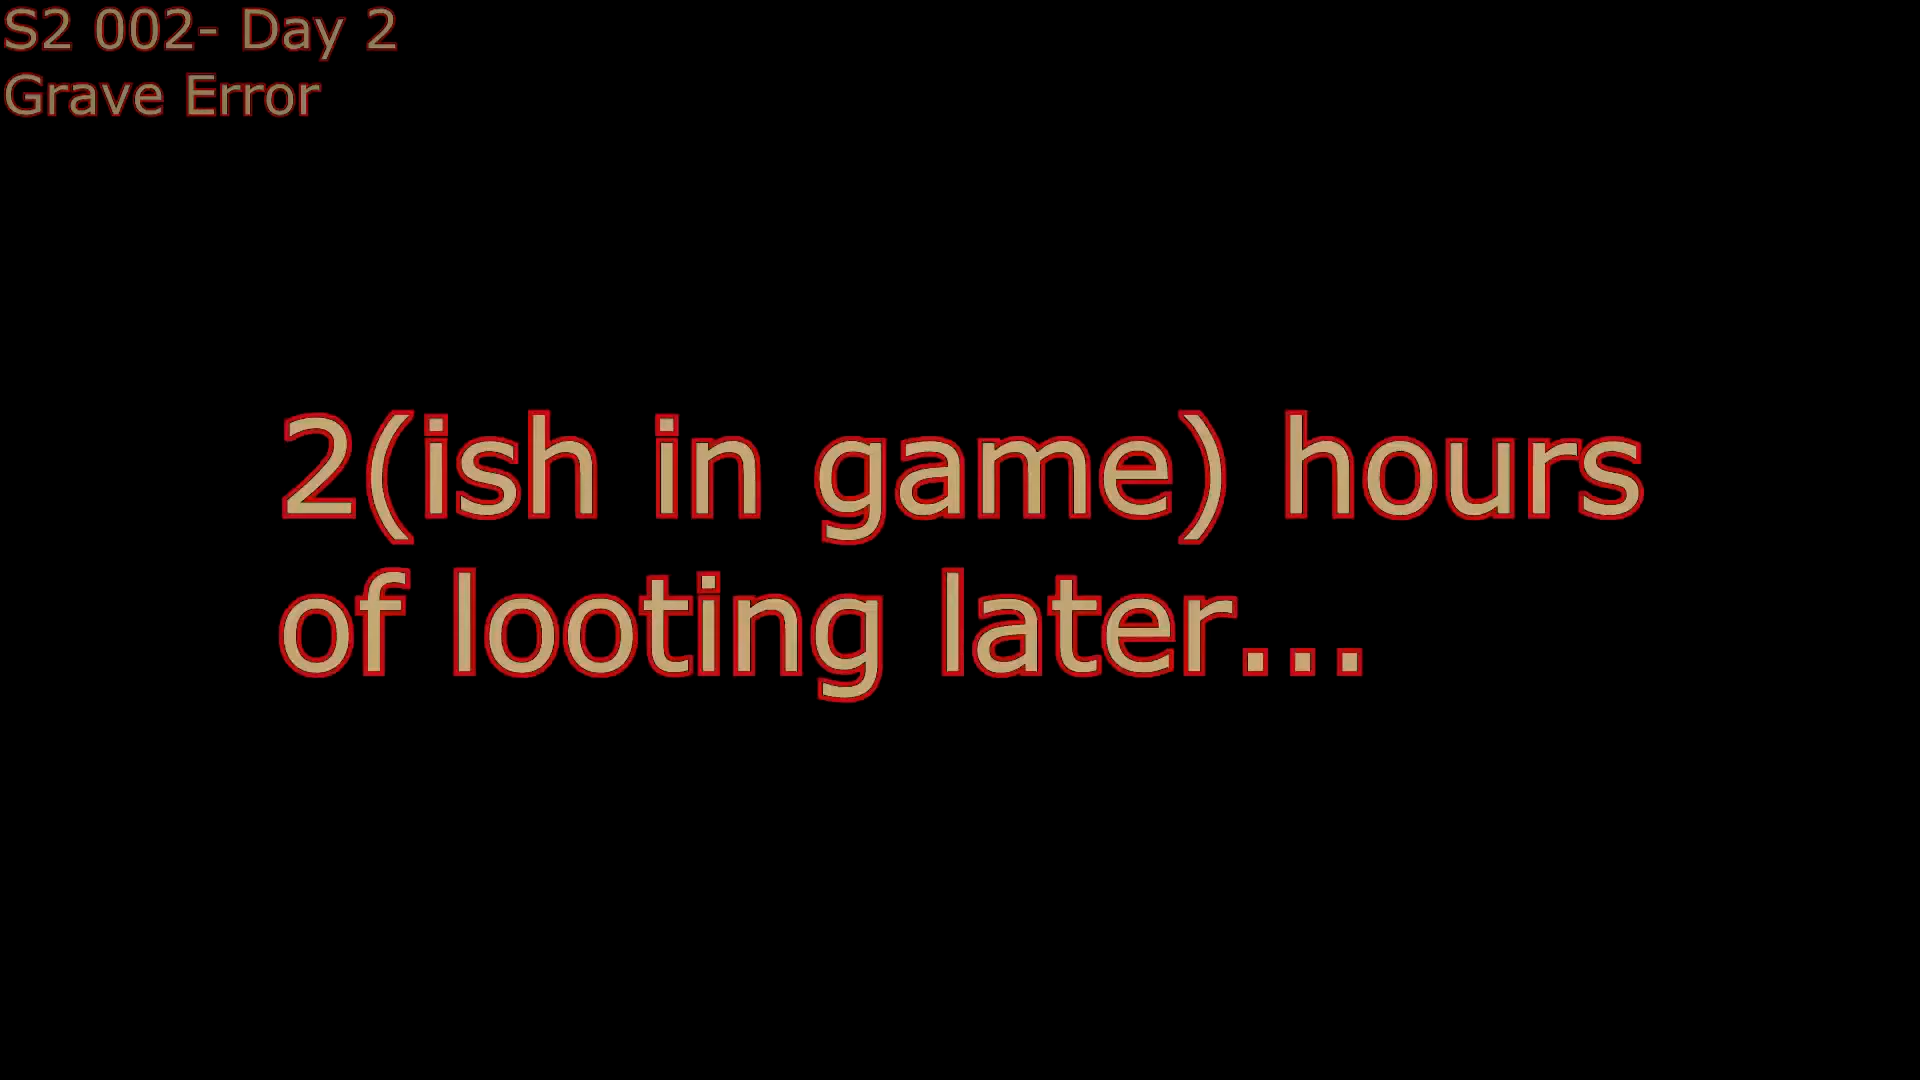 S2 002- Day 2
Grave Error
2(ish in game) hours
of looting later...